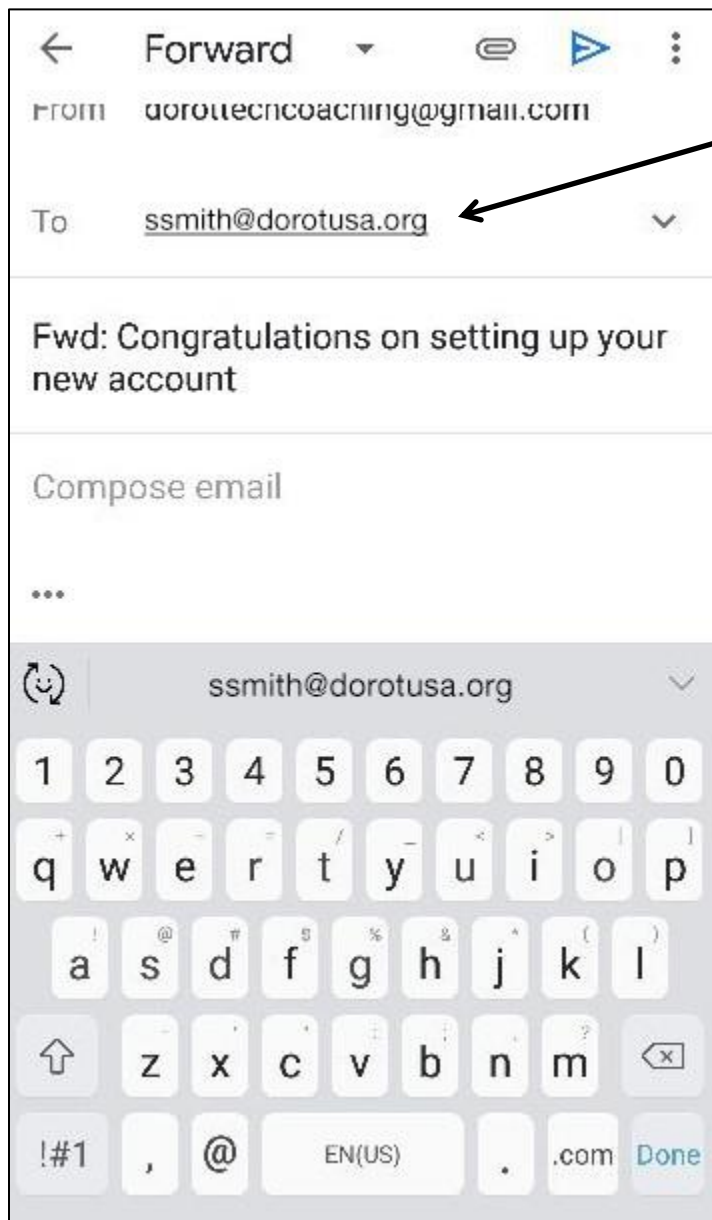 Forward
From dorottechcoaching@gmail.com
To ssmith@dorotusa.org
Fwd: Congratulations on setting up your
new account
Compose email
•••
ssmith@dorotusa.org
1 2 3 4 5 6 7 8 9 0
q w e r t y u i o p
a s d f g h j k l
z x c v b n m
!#1 , @ EN(US) . .com Done